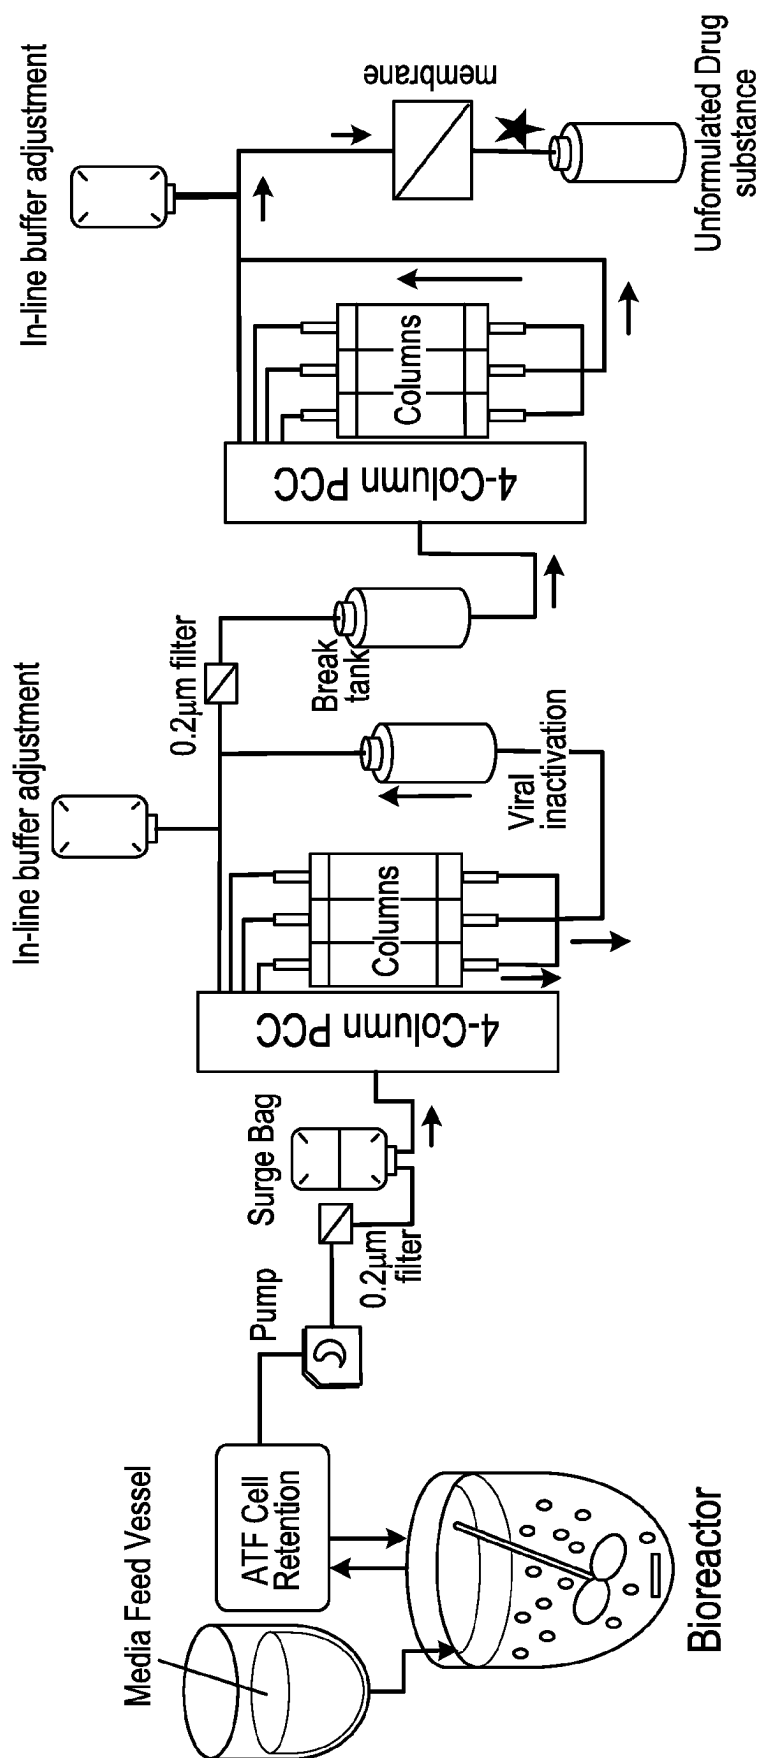 Media Feed Vessel
ATF Cell
Retention
Bioreactor
Pump
0.2µm
filter
Surge Bag
4-Column PCC
Columns
In-line buffer adjustment
Viral
inactivation
0.2µm filter
Break
tank
4-Column PCC
Columns
In-line buffer adjustment
membrane
Unformulated Drug
substance